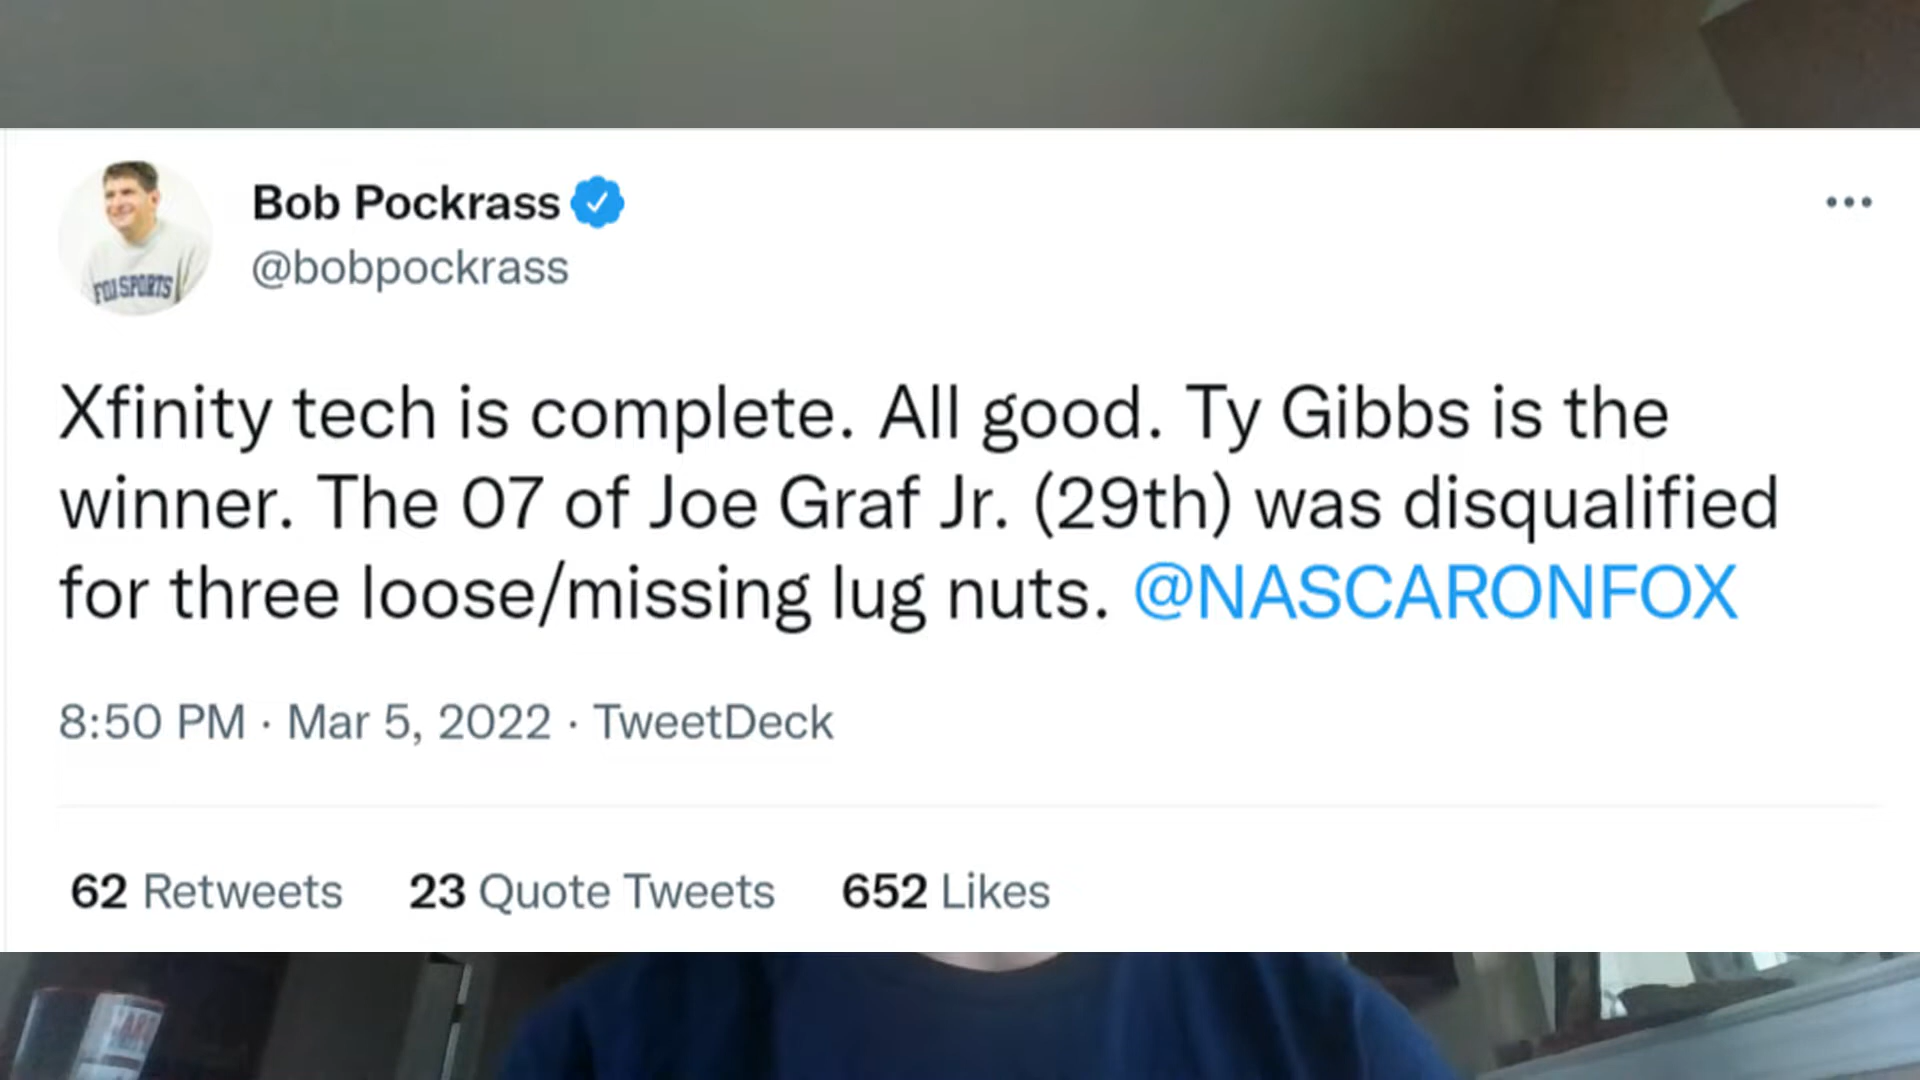 Bob Pockrass
@bobpockrass
FOX SPORTS
Xfinity tech is complete. All good. Ty Gibbs is the
winner. The 07 of Joe Graf Jr. (29th) was disqualified
for three loose/missing lug nuts. @NASCARONFOX
8:50 PM · Mar 5, 2022 · TweetDeck
62 Retweets 23 Quote Tweets 652 Likes